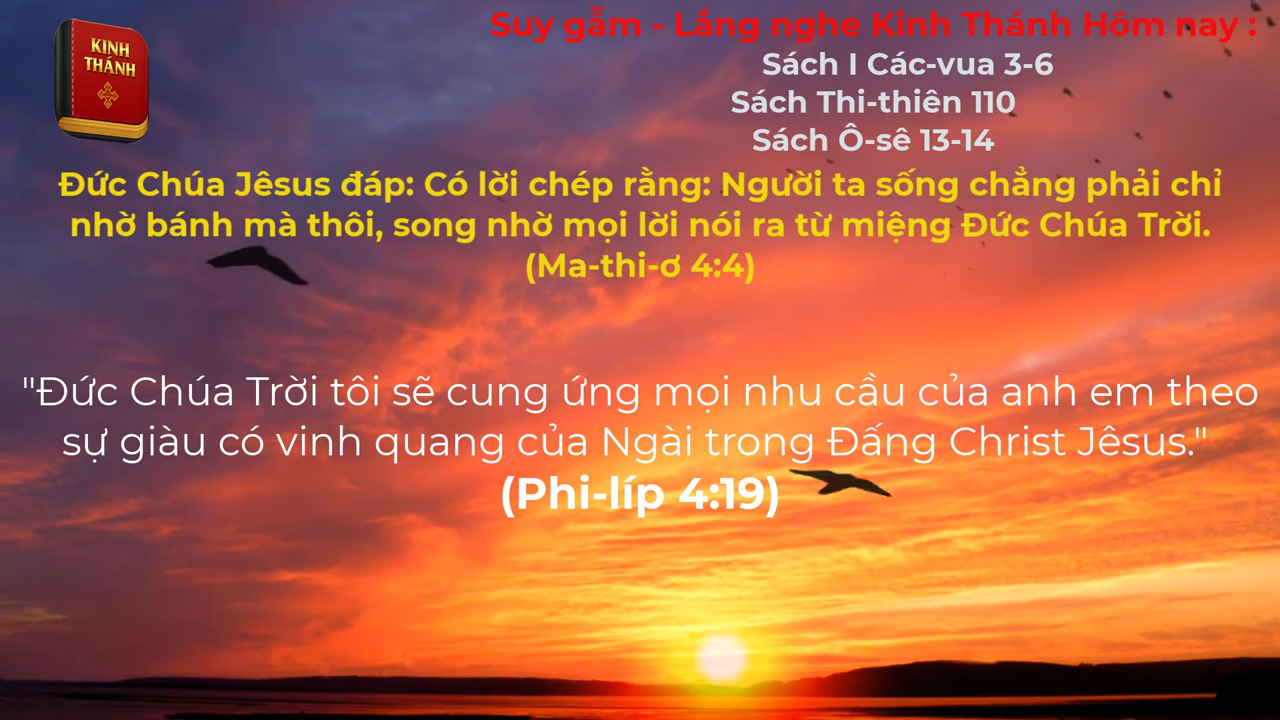 KINH
THÁNH
Suy gẫm - Lắng nghe Kinh Thánh Hôm nay :
Sách I Các-vua 3-6
Sách Thi-thiên 110
Sách Ô-sê 13-14
Đức Chúa Jêsus đáp: Có lời chép rằng: Người ta sống chẳng phải chỉ
nhờ bánh mà thôi, song nhờ mọi lời nói ra từ miệng Đức Chúa Trời.
(Ma-thi-ơ 4:4)
"Đức Chúa Trời tôi sẽ cung ứng mọi nhu cầu của anh em theo
sự giàu có vinh quang của Ngài trong Đấng Christ Jêsus."
(Phi-líp 4:19)